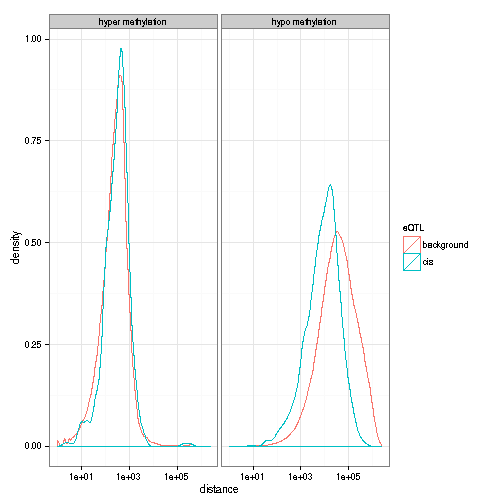 hyper methylation
hypo methylation
1.00
0.75
0.50
0.25
0.00
density
1e+01
1e+03
1e+05
1e+01
1e+03
1e+05
distance
eQTL
background
cis